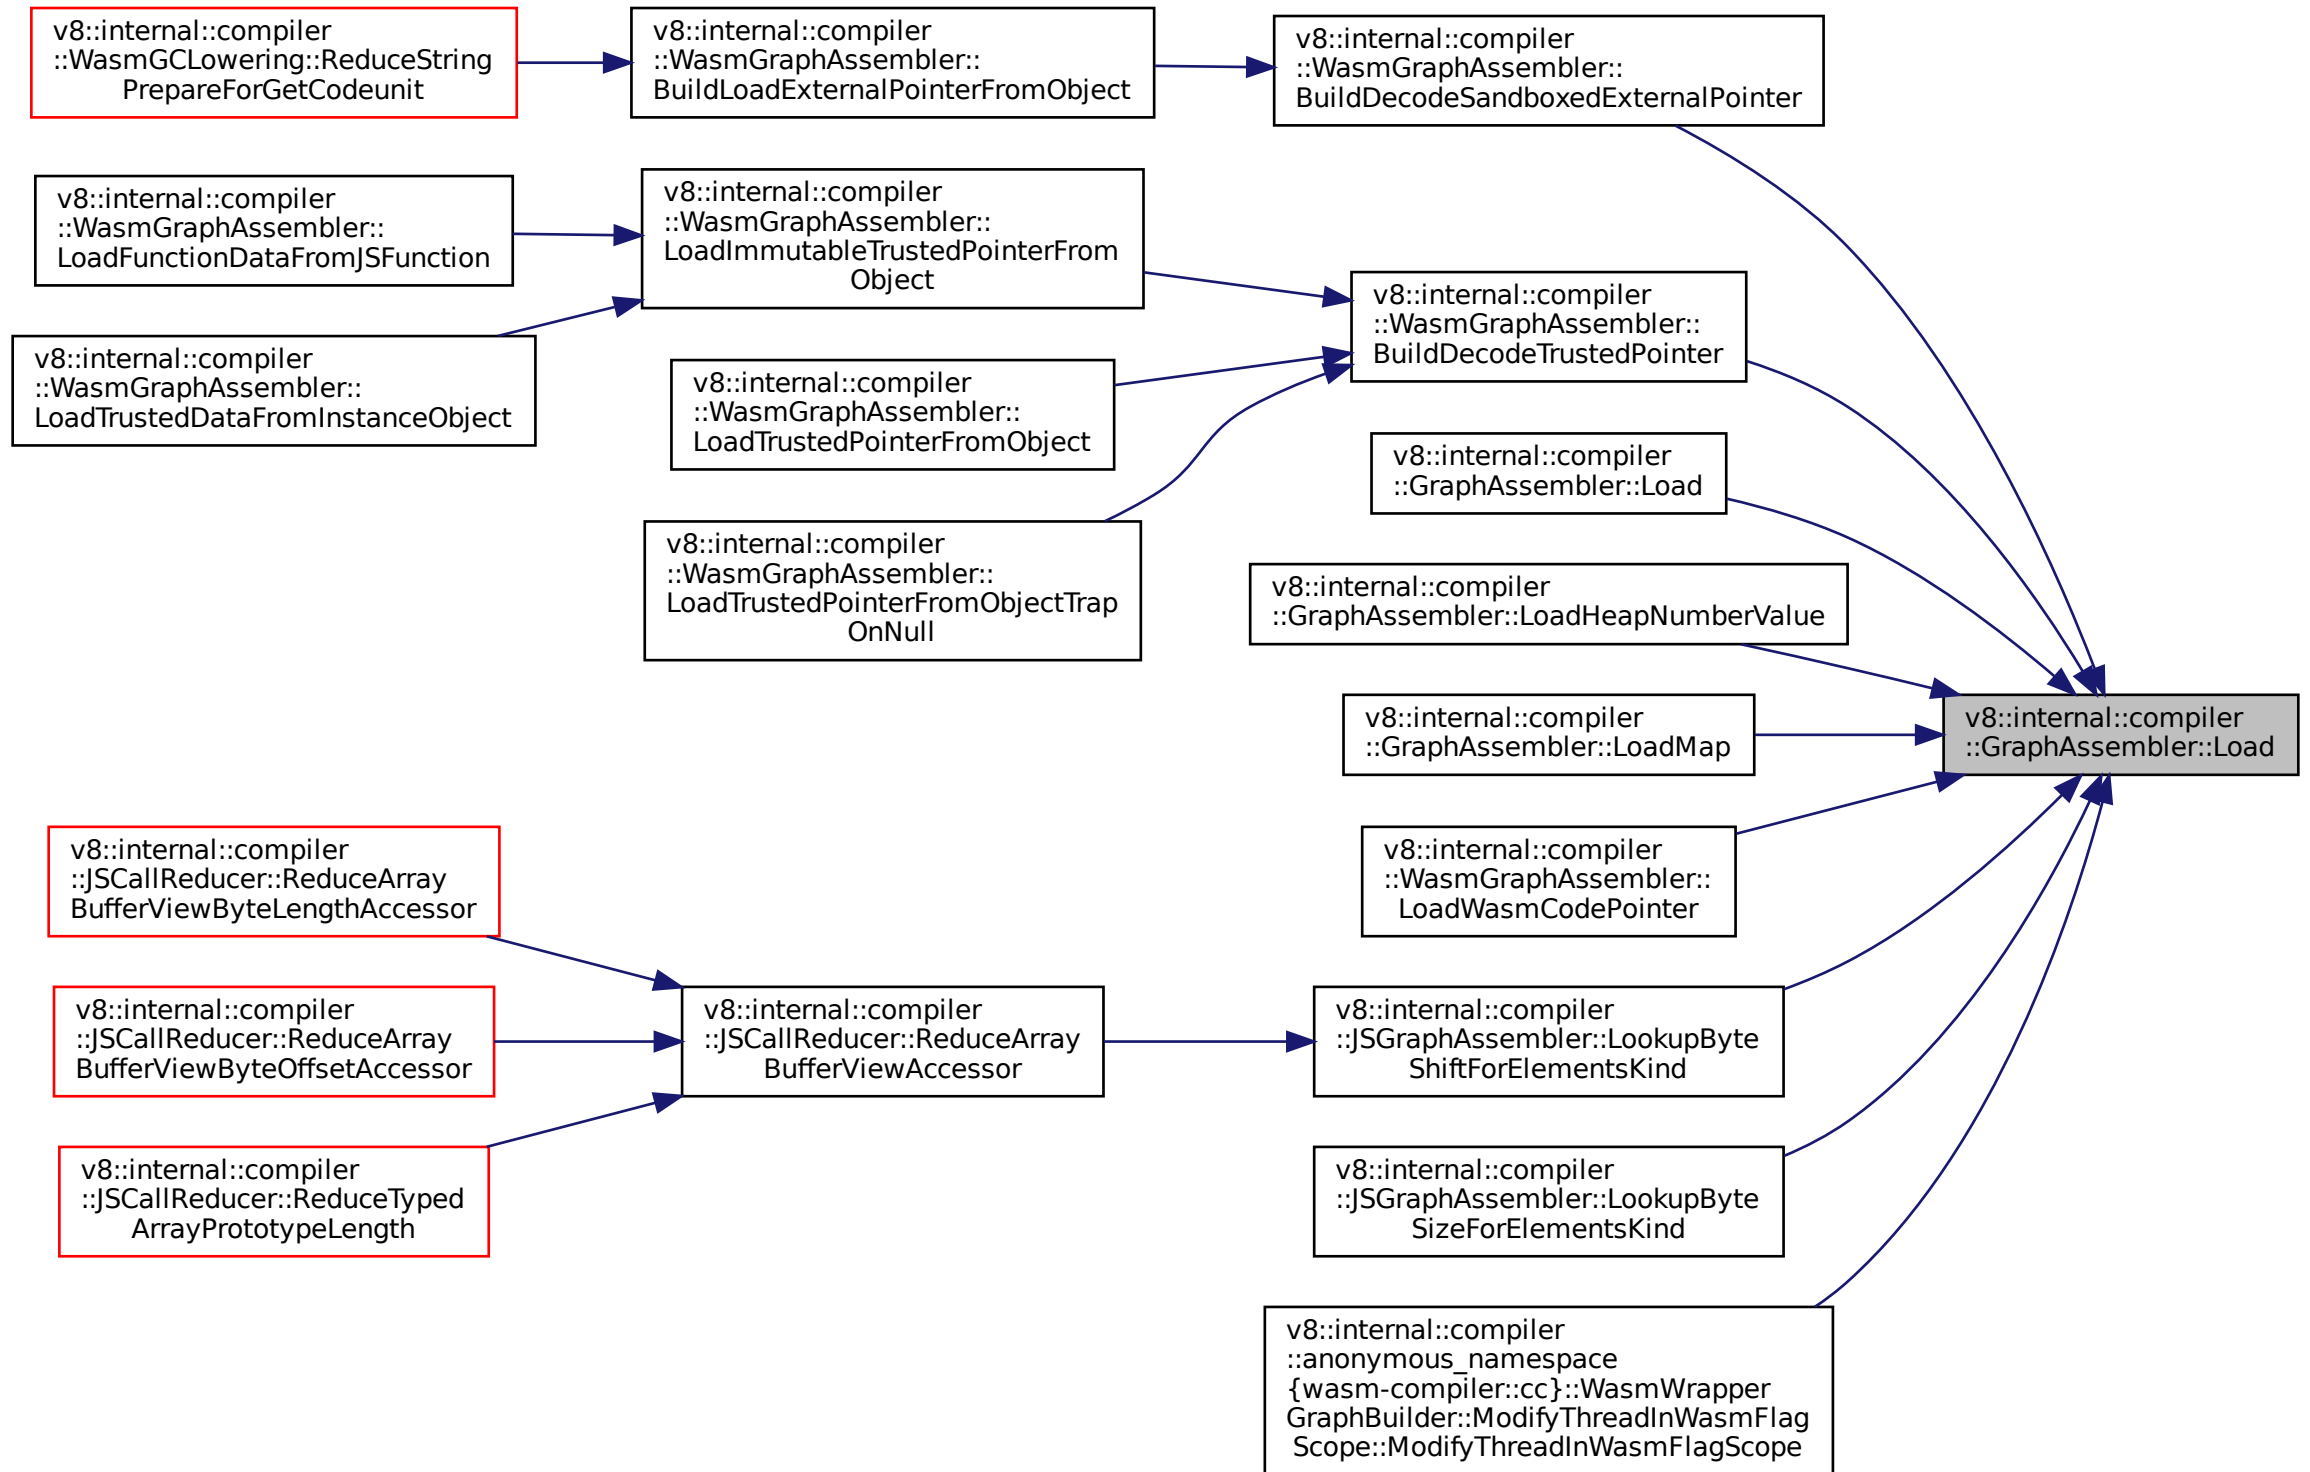 v8::internal::compiler
::WasmGCLowering::ReduceString
PrepareForGetCodeunit
v8::internal::compiler
::WasmGraphAssembler::
BuildLoadExternalPointerFromObject
v8::internal::compiler
::WasmGraphAssembler::
BuildDecodeSandboxedExternalPointer
v8::internal::compiler
::WasmGraphAssembler::
LoadFunctionDataFromJSFunction
v8::internal::compiler
::WasmGraphAssembler::
LoadImmutableTrustedPointerFrom
Object
v8::internal::compiler
::WasmGraphAssembler::
BuildDecodeTrustedPointer
v8::internal::compiler
::WasmGraphAssembler::
LoadTrustedDataFromInstanceObject
v8::internal::compiler
::WasmGraphAssembler::
LoadTrustedPointerFromObject
v8::internal::compiler
::GraphAssembler::Load
v8::internal::compiler
::WasmGraphAssembler::
LoadTrustedPointerFromObjectTrap
OnNull
v8::internal::compiler
::GraphAssembler::LoadHeapNumberValue
v8::internal::compiler
::GraphAssembler::LoadMap
v8::internal::compiler
::GraphAssembler::Load
v8::internal::compiler
::WasmGraphAssembler::
LoadWasmCodePointer
v8::internal::compiler
::JSCallReducer::ReduceArray
BufferViewByteLengthAccessor
v8::internal::compiler
::JSCallReducer::ReduceArray
BufferViewByteOffsetAccessor
v8::internal::compiler
::JSCallReducer::ReduceArray
BufferViewAccessor
v8::internal::compiler
::JSGraphAssembler::LookupByte
ShiftForElementsKind
v8::internal::compiler
::JSCallReducer::ReduceTyped
ArrayPrototypeLength
v8::internal::compiler
::JSGraphAssembler::LookupByte
SizeForElementsKind
v8::internal::compiler
::anonymous_namespace
{wasm-compiler::cc}::WasmWrapper
GraphBuilder::ModifyThreadInWasmFlag
Scope::ModifyThreadInWasmFlagScope